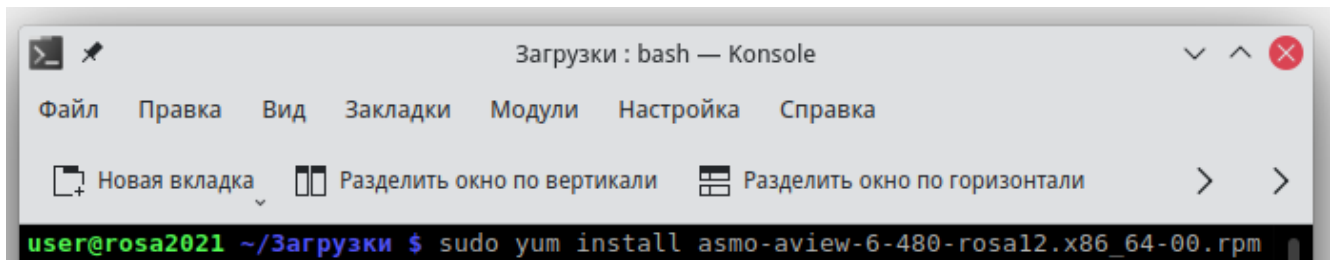 Загрузки : bash — Konsole
Файл Правка Вид Закладки Модули Настройка Справка
Новая вкладка Разделить окно по вертикали Разделить окно по горизонтали
user@rosa2021 ~/Загрузки $ sudo yum install asmo-aview-6-480-rosa12.x86_64-00.rpm